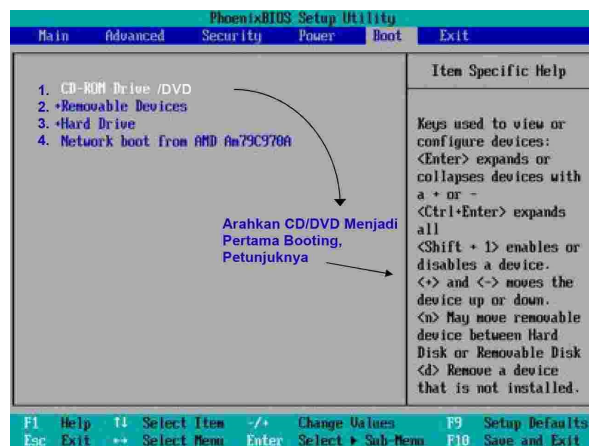 PhoenixBIOS Setup Utility
Main Advanced Security Power Boot Exit
1. CD-ROM Drive /DVD
2. +Removable Devices
3. +Hard Drive
4. Network boot from AMD Am79C970A
Arahkan CD/DVD Menjadi
Pertama Booting,
Petunjuknya
Item Specific Help
Keys used to view or
configure devices:
<Enter> expands or
collapses devices with
a + or -
<Ctrl+Enter> expands
all
<Shift + 1> enables or
disables a device.
<+> and <-> moves the
device up or down.
<n> May move removable
device between Hard
Disk or Removable Disk
<d> Remove a device
that is not installed.
F1 Help ↑↓ Select Item -/+ Change Values F9 Setup Defaults
Esc Exit ↔ Select Menu Enter Select ▶ Sub-Menu F10 Save and Exit